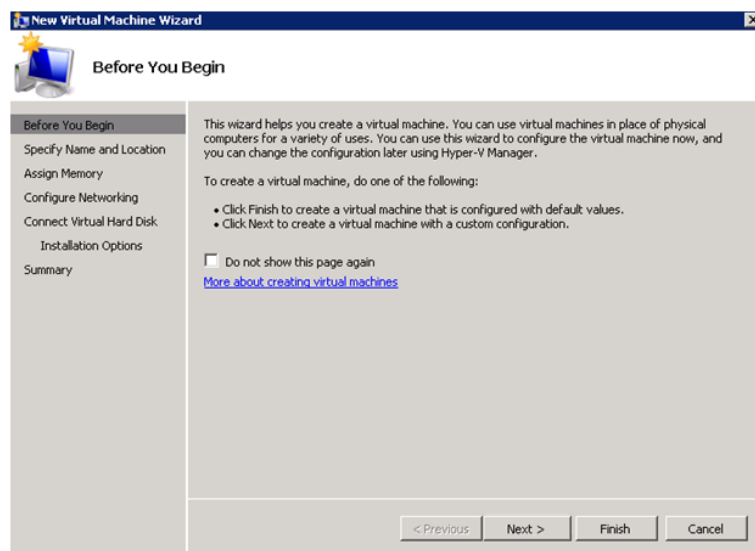 New Virtual Machine Wizard
Before You Begin
Before You Begin
Specify Name and Location
Assign Memory
Configure Networking
Connect Virtual Hard Disk
Installation Options
Summary
This wizard helps you create a virtual machine. You can use virtual machines in place of physical
computers for a variety of uses. You can use this wizard to configure the virtual machine now, and
you can change the configuration later using Hyper-V Manager.
To create a virtual machine, do one of the following:
• Click Finish to create a virtual machine that is configured with default values.
• Click Next to create a virtual machine with a custom configuration.
Do not show this page again
More about creating virtual machines
< Previous
Next >
Finish
Cancel